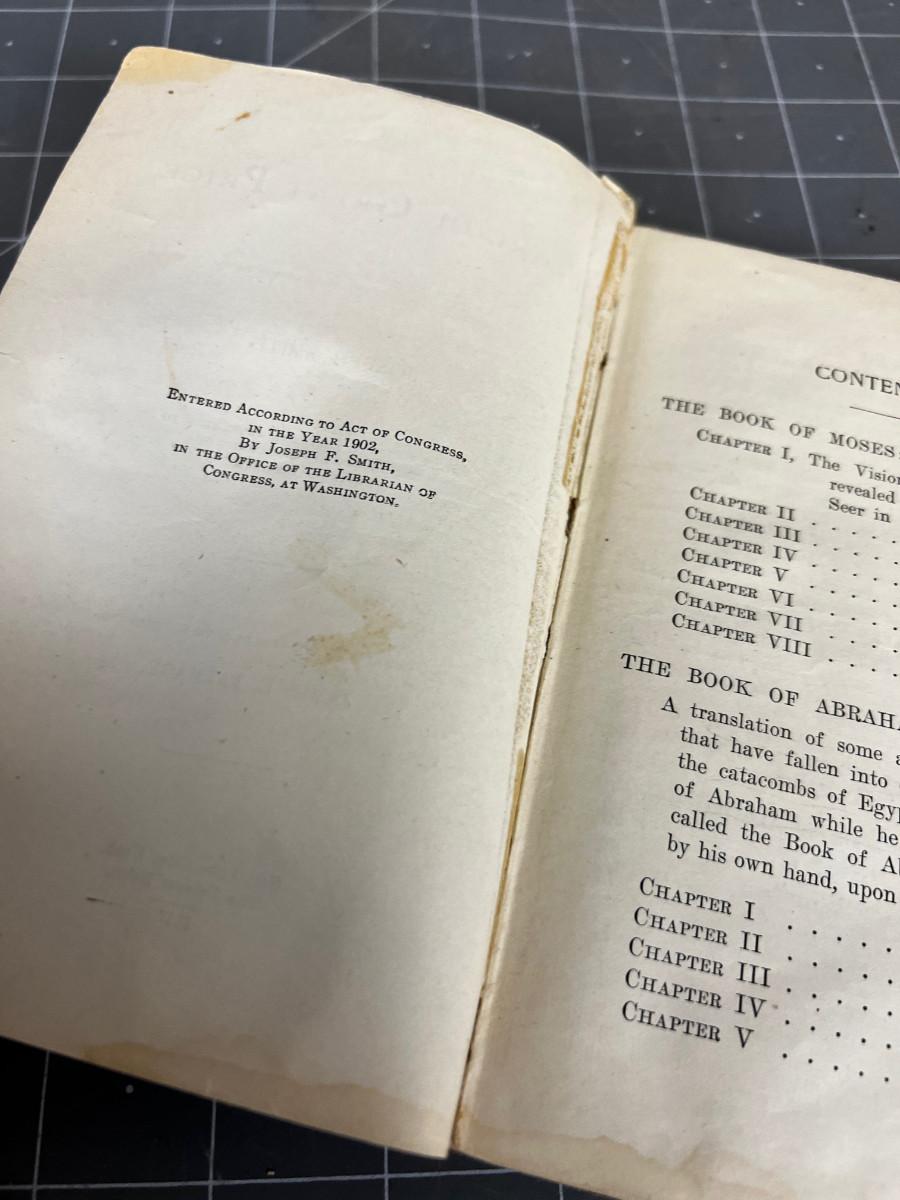 ENTERED ACCORDING TO ACT OF CONGRESS,
IN THE YEAR 1902,
BY JOSEPH F. SMITH,
IN THE OFFICE OF THE LIBRARIAN OF
CONGRESS, AT WASHINGTON.
CONTEN
THE BOOK OF MOSES:
CHAPTER I, The Vision
revealed
Seer in
CHAPTER II . . . .
CHAPTER III . . . .
CHAPTER IV . . . .
CHAPTER V . . . .
CHAPTER VI . . . .
CHAPTER VII . . . .
CHAPTER VIII . . . .
THE BOOK OF ABRAHA
A translation of some a
that have fallen into
the catacombs of Egyp
of Abraham while he
called the Book of Ab
by his own hand, upon
CHAPTER I . . . . .
CHAPTER II . . . . .
CHAPTER III . . . . .
CHAPTER IV . . . . .
CHAPTER V . . . . .